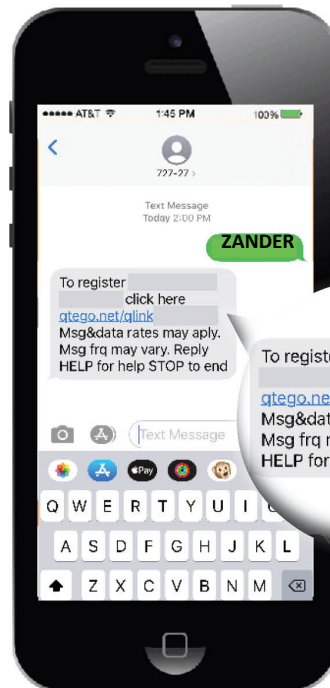 AT&T 1:45 PM 100%
727-27 >
Text Message
Today 2:00 PM
ZANDER
To register
click here
qtego.net/qlink
Msg&data rates may aply.
Msg frq may vary. Reply
HELP for help STOP to end
To registe
qtego.ne
Msg&dat
Msg frq
HELP for
Text Message
Pay
Q W E R T Y U I
A S D F G H J K L
Z X C V B N M